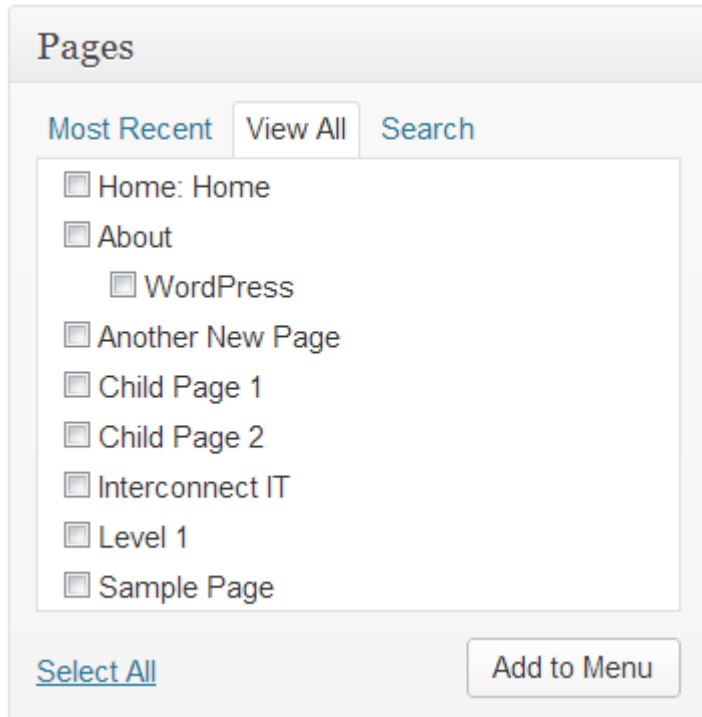 Pages
Most Recent View All Search
Home: Home
About
WordPress
Another New Page
Child Page 1
Child Page 2
Interconnect IT
Level 1
Sample Page
Select All Add to Menu